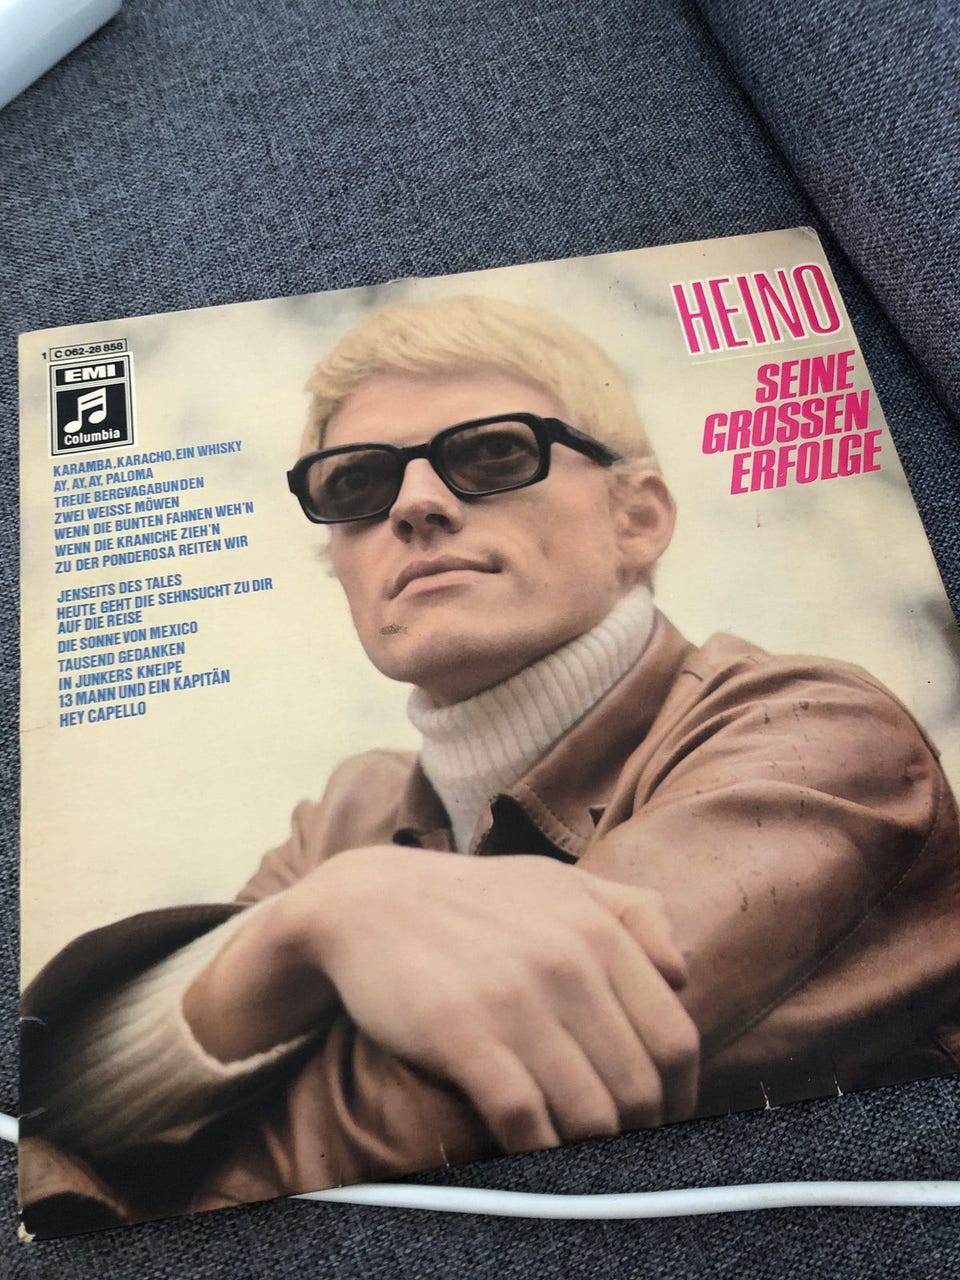 1 C 062-28 858
EMI
Columbia
KARAMBA, KARACHO, EIN WHISKY
AY, AY, AY, PALOMA
TREUE BERGVAGABUNDEN
ZWEI WEISSE MÖWEN
WENN DIE BUNTEN FAHNEN WEH'N
WENN DIE KRANICHE ZIEH'N
ZU DER PONDEROSA REITEN WIR
JENSEITS DES TALES
HEUTE GEHT DIE SEHNSUCHT ZU DIR
AUF DIE REISE
DIE SONNE VON MEXICO
TAUSEND GEDANKEN
IN JUNKERS KNEIPE
13 MANN UND EIN KAPITÄN
HEY CAPELLO
HEINO
SEINE
GROSSEN
ERFOLGE